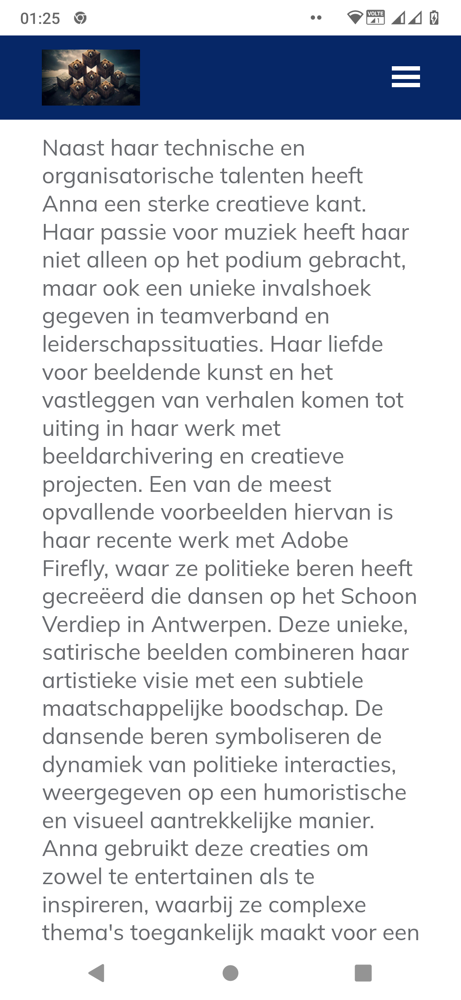 01:25
VOLTE
1
Naast haar technische en
organisatorische talenten heeft
Anna een sterke creatieve kant.
Haar passie voor muziek heeft haar
niet alleen op het podium gebracht,
maar ook een unieke invalshoek
gegeven in teamverband en
leiderschapssituaties. Haar liefde
voor beeldende kunst en het
vastleggen van verhalen komen tot
uiting in haar werk met
beeldarchivering en creatieve
projecten. Een van de meest
opvallende voorbeelden hiervan is
haar recente werk met Adobe
Firefly, waar ze politieke beren heeft
gecreëerd die dansen op het Schoon
Verdiep in Antwerpen. Deze unieke,
satirische beelden combineren haar
artistieke visie met een subtiele
maatschappelijke boodschap. De
dansende beren symboliseren de
dynamiek van politieke interacties,
weergegeven op een humoristische
en visueel aantrekkelijke manier.
Anna gebruikt deze creaties om
zowel te entertainen als te
inspireren, waarbij ze complexe
thema's toegankelijk maakt voor een